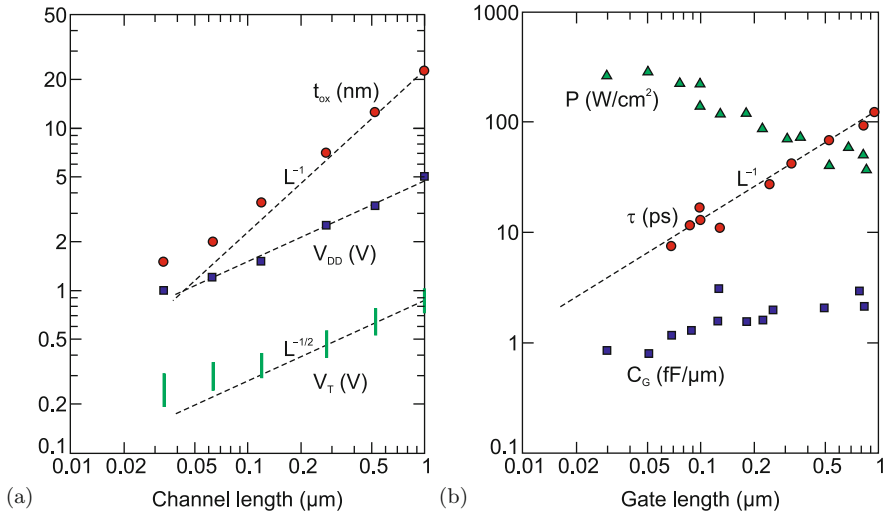 50
20
10
5
2
1
0.5
0.2
0.1
t_ox (nm)
L⁻¹
V_DD (V)
L⁻¹/²
V_T (V)
0.01 0.02 0.05 0.1 0.2 0.5 1
(a) Channel length (µm)
1000
100
10
1
0.1
P (W/cm²)
L⁻¹
τ (ps)
C_G (fF/µm)
0.01 0.02 0.05 0.1 0.2 0.5 1
(b) Gate length (µm)